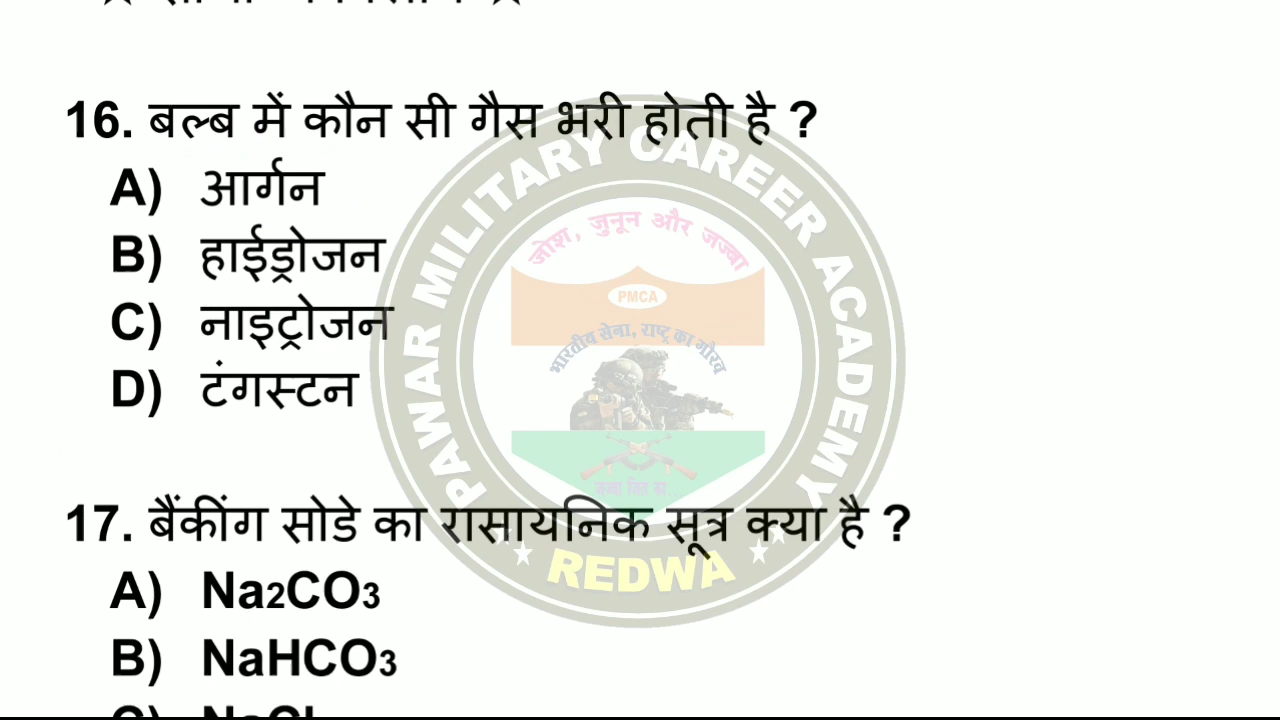 16. बल्ब में कौन सी गैस भरी होती है ?
A) आर्गन
B) हाईड्रोजन
C) नाइट्रोजन
D) टंगस्टन
17. बैंकींग सोडे का रासायनिक सूत्र क्या है ?
A) Na2CO3
B) NaHCO3
PAWAR MILITARY CAREER ACADEMY
जोश, जुनून और जज्बा
PMCA
भारतीय सेना, राष्ट्र का गौरव
REDWA